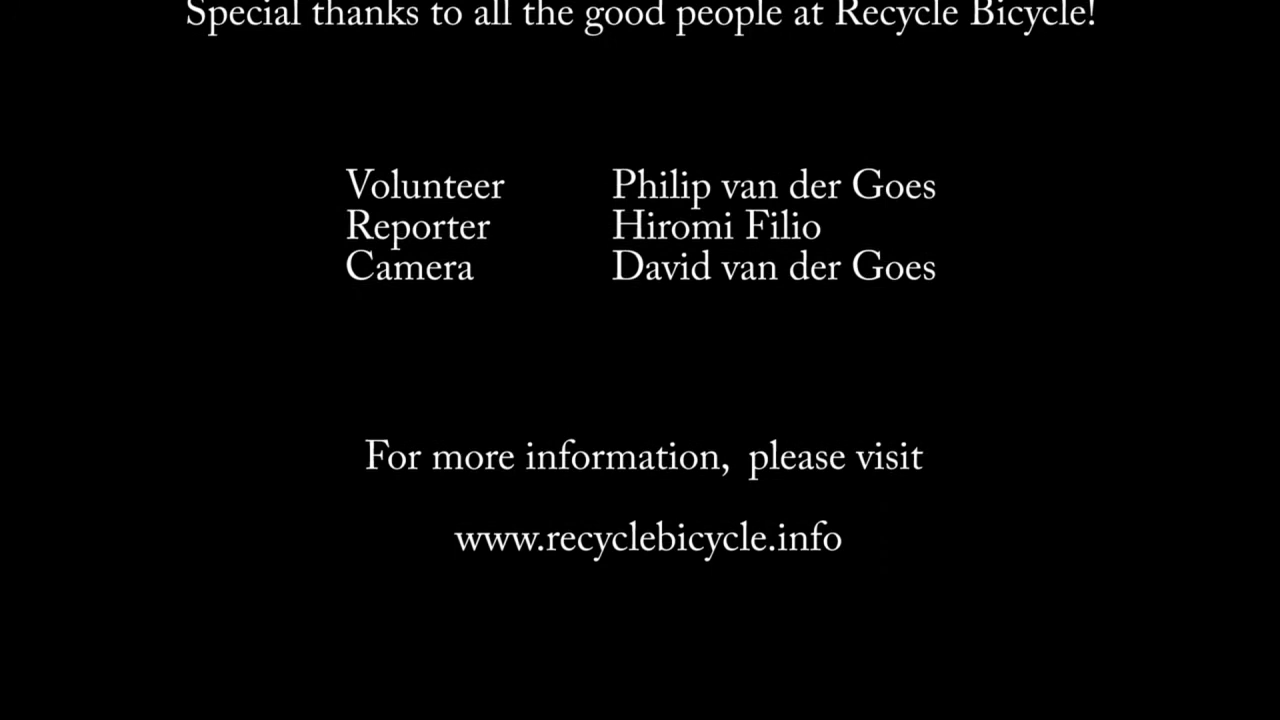 Special thanks to all the good people at Recycle Bicycle!
Volunteer Philip van der Goes
Reporter Hiromi Filio
Camera David van der Goes
For more information, please visit
www.recyclebicycle.info